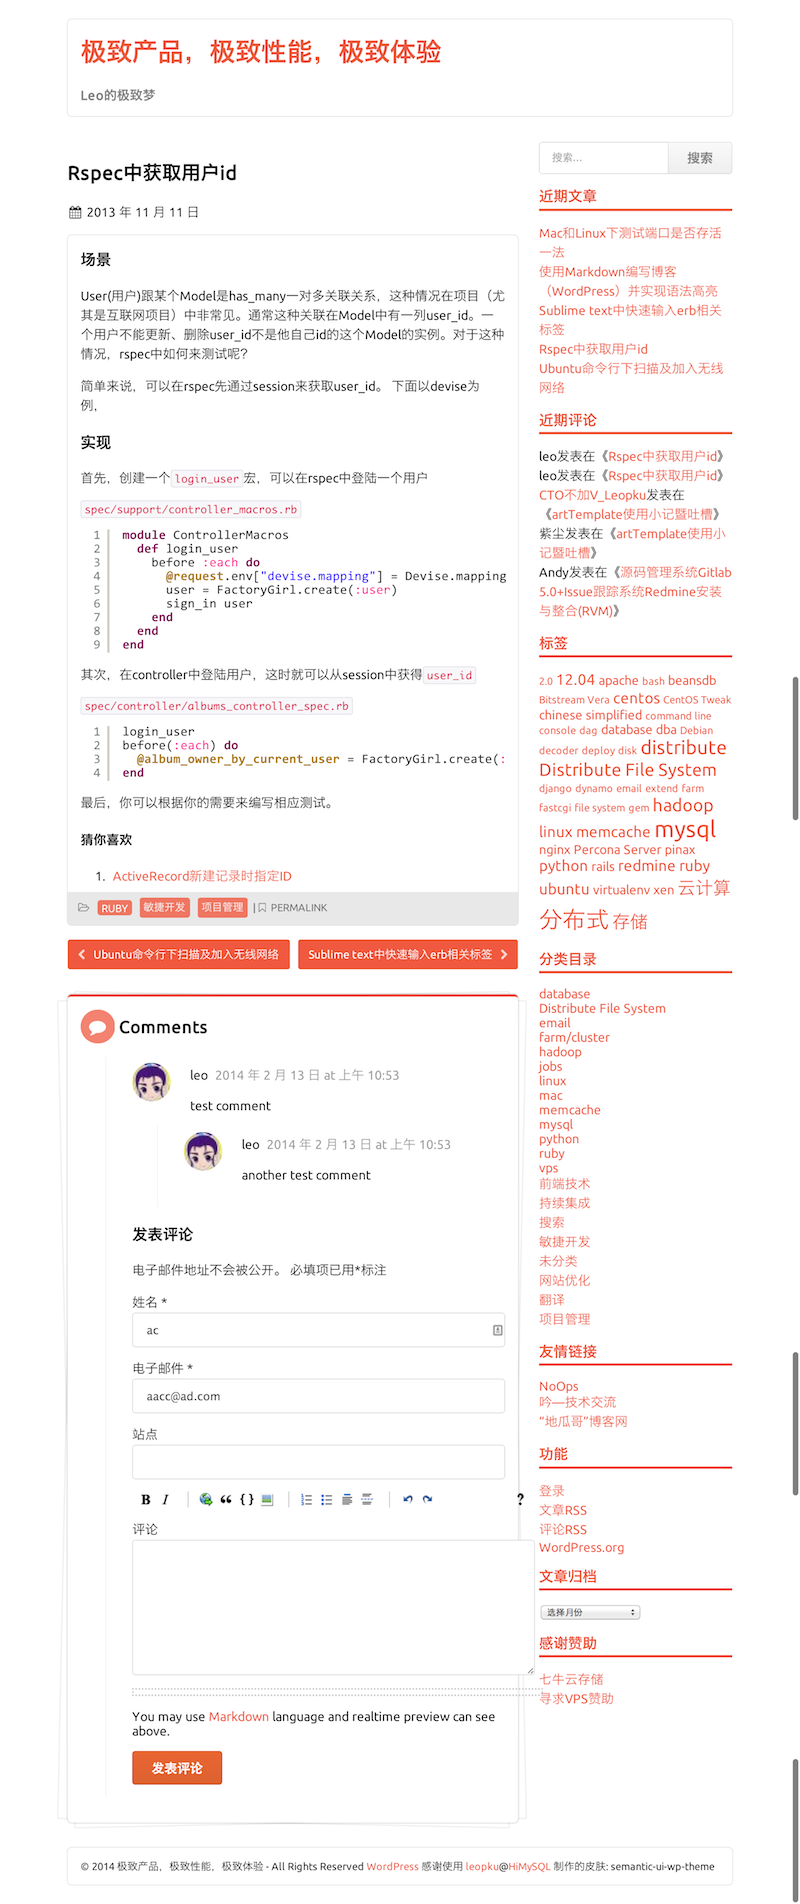 极致产品，极致性能，极致体验
Leo的极致梦
Rspec中获取用户id
2013 年 11 月 11 日
场景
User(用户)跟某个Model是has_many一对多关联关系，这种情况在项目（尤
其是互联网项目）中非常见。通常这种关联在Model中有一列user_id。一
个用户不能更新、删除user_id不是他自己id的这个Model的实例。对于这种
情况，rspec中如何来测试呢？
简单来说，可以在rspec先通过session来获取user_id。 下面以devise为
例，
实现
首先，创建一个 login_user 宏，可以在rspec中登陆一个用户
spec/support/controller_macros.rb
1 module ControllerMacros
2 def login_user
3 before :each do
4 @request.env["devise.mapping"] = Devise.mapping
5 user = FactoryGirl.create(:user)
6 sign_in user
7 end
8 end
9 end
其次，在controller中登陆用户，这时就可以从session中获得 user_id
spec/controller/albums_controller_spec.rb
1 login_user
2 before(:each) do
3 @album_owner_by_current_user = FactoryGirl.create(:
4 end
最后，你可以根据你的需要来编写相应测试。
猜你喜欢
1. ActiveRecord新建记录时指定ID
RUBY 敏捷开发 项目管理 | PERMALINK
Ubuntu命令行下扫描及加入无线网络
Sublime text中快速输入erb相关标签
Comments
leo 2014 年 2 月 13 日 at 上午 10:53
test comment
leo 2014 年 2 月 13 日 at 上午 10:53
another test comment
发表评论
电子邮件地址不会被公开。 必填项已用*标注
姓名 *
ac
电子邮件 *
aacc@ad.com
站点
B I “ { } ?
评论
You may use Markdown language and realtime preview can see
above.
发表评论
搜索... 搜索
近期文章
Mac和Linux下测试端口是否存活
一法
使用Markdown编写博客
（WordPress）并实现语法高亮
Sublime text中快速输入erb相关
标签
Rspec中获取用户id
Ubuntu命令行下扫描及加入无线
网络
近期评论
leo发表在《Rspec中获取用户id》
leo发表在《Rspec中获取用户id》
CTO不加V_Leopku发表在
《artTemplate使用小记暨吐槽》
紫尘发表在《artTemplate使用小
记暨吐槽》
Andy发表在《源码管理系统Gitlab
5.0+Issue跟踪系统Redmine安装
与整合(RVM)》
标签
2.0 12.04 apache bash beansdb
Bitstream Vera centos CentOS Tweak
chinese simplified command line
console dag database dba Debian
decoder deploy disk distribute
Distribute File System
django dynamo email extend farm
fastcgi file system gem hadoop
linux memcache mysql
nginx Percona Server pinax
python rails redmine ruby
ubuntu virtualenv xen 云计算
分布式 存储
分类目录
database
Distribute File System
email
farm/cluster
hadoop
jobs
linux
mac
memcache
mysql
python
ruby
vps
前端技术
持续集成
搜索
敏捷开发
未分类
网站优化
翻译
项目管理
友情链接
NoOps
吟—技术交流
“地瓜哥”博客网
功能
登录
文章RSS
评论RSS
WordPress.org
文章归档
选择月份
感谢赞助
七牛云存储
寻求VPS赞助
© 2014 极致产品，极致性能，极致体验 - All Rights Reserved WordPress 感谢使用 leopku@HiMySQL 制作的皮肤: semantic-ui-wp-theme